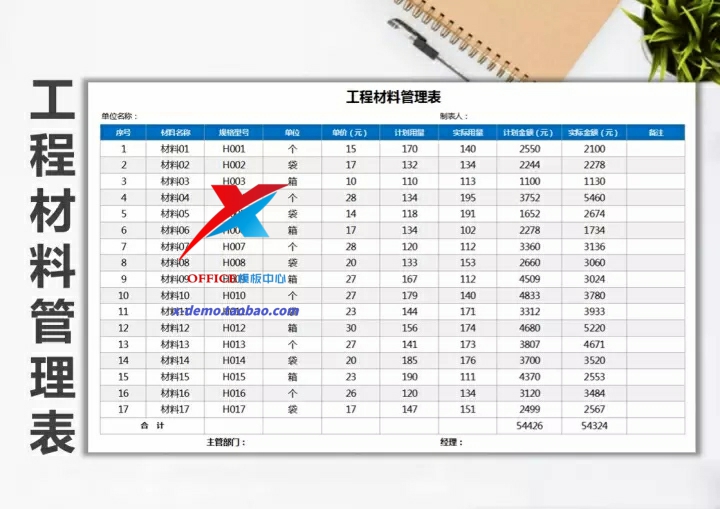 工程材料管理表
工程材料管理表
单位名称： 制表人：
序号 材料名称 规格型号 单位 单价（元） 计划用量 实际用量 计划金额（元） 实际金额（元） 备注
1 材料01 H001 个 15 170 140 2550 2100
2 材料02 H002 袋 17 132 134 2244 2278
3 材料03 H003 箱 10 110 113 1100 1130
4 材料04 个 28 134 195 3752 5460
5 材料05 袋 14 118 191 1652 2674
6 材料06 H006 箱 17 134 102 2278 1734
7 材料07 H007 个 28 120 112 3360 3136
8 材料08 H008 袋 20 133 153 2660 3060
9 材料09 箱 27 167 112 4509 3024
OFFICE模板中心
10 材料10 H010 个 27 179 140 4833 3780
11 23 144 171 3312 3933
x-demo.taobao.com
12 材料12 H012 箱 30 156 174 4680 5220
13 材料13 H013 个 27 141 173 3807 4671
14 材料14 H014 袋 20 185 176 3700 3520
15 材料15 H015 箱 23 190 111 4370 2553
16 材料16 H016 个 26 120 134 3120 3484
17 材料17 H017 袋 17 147 151 2499 2567
合 计 54426 54324
主管部门： 经理：